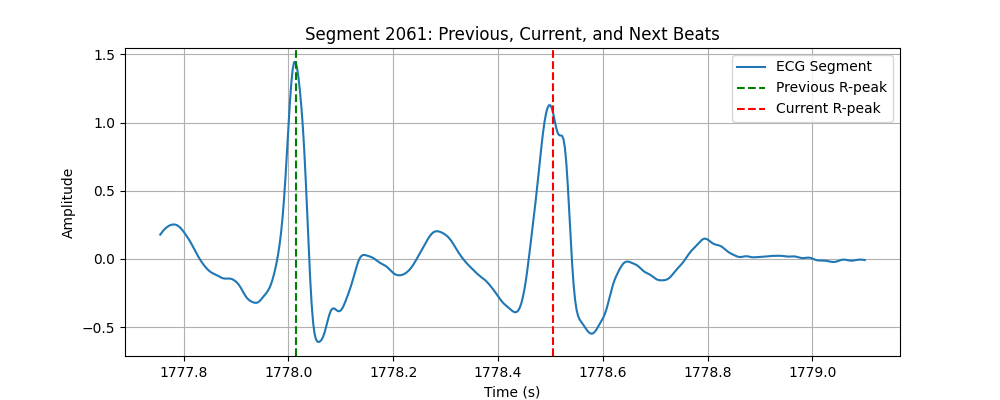 Segment 2061: Previous, Current, and Next Beats
ECG Segment
Previous R-peak
Current R-peak
1.5
1.0
0.5
0.0
−0.5
Amplitude
1777.8 1778.0 1778.2 1778.4 1778.6 1778.8 1779.0
Time (s)